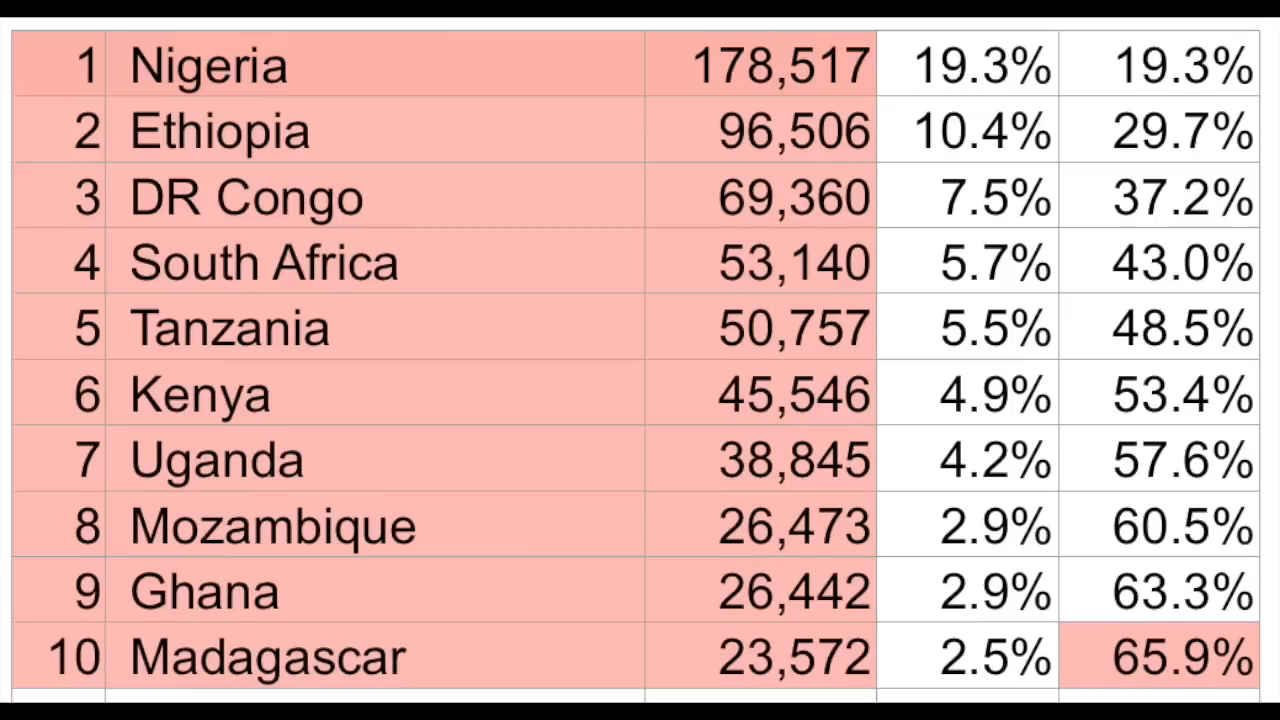 1 Nigeria 178,517 19.3% 19.3%
2 Ethiopia 96,506 10.4% 29.7%
3 DR Congo 69,360 7.5% 37.2%
4 South Africa 53,140 5.7% 43.0%
5 Tanzania 50,757 5.5% 48.5%
6 Kenya 45,546 4.9% 53.4%
7 Uganda 38,845 4.2% 57.6%
8 Mozambique 26,473 2.9% 60.5%
9 Ghana 26,442 2.9% 63.3%
10 Madagascar 23,572 2.5% 65.9%